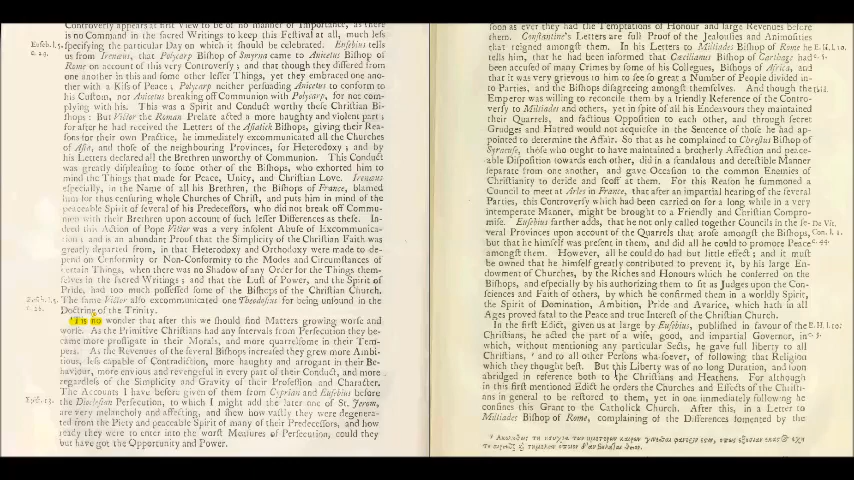 Controversy appears at first View to be of no manner of Importance, as there
is no Command in the sacred Writings to keep this Festival at all, much less
Euseb. l. 5. specifying the particular Day on which it should be celebrated. Eusebius tells
c. 24. us from Irenæus, that Polycarp Bishop of Smyrna came to Anicetus Bishop of
Rome on account of this very Controversy; and that though they differed from
one another in this and some other lesser Things, yet they embraced one ano-
ther with a Kiss of Peace; Polycarp neither persuading Anicetus to conform to
his Custom, nor Anicetus breaking off Communion with Polycarp, for not com-
plying with his. This was a Spirit and Conduct worthy these Christian Bi-
shops: But Victor the Roman Prelate acted a more haughty and violent part;
for after he had received the Letters of the Asiatick Bishops, giving their Rea-
sons for their own Practice, he immediately excommunicated all the Churches
of Asia, and those of the neighbouring Provinces, for Heterodoxy; and by
his Letters declared all the Brethren unworthy of Communion. This Conduct
was greatly displeasing to some other of the Bishops, who exhorted him to
mind the Things that made for Peace, Unity, and Christian Love. Irenæus
especially, in the Name of all his Brethren, the Bishops of France, blamed
him for thus censuring whole Churches of Christ, and puts him in mind of the
peaceable Spirit of several of his Predecessors, who did not break off Commu-
nion with their Brethren upon account of such lesser Differences as these. In-
deed this Action of Pope Victor was a very insolent Abuse of Excommunica-
tion; and is an abundant Proof that the Simplicity of the Christian Faith was
greatly departed from, in that Heterodoxy and Orthodoxy were made to de-
pend on Conformity or Non-Conformity to the Modes and Circumstances of
certain Things, when there was no Shadow of any Order for the Things them-
selves in the sacred Writings; and that the Lust of Power, and the Spirit of
Pride, had too much possessed some of the Bishops of the Christian Church.
Euseb. l. 5. The same Victor also excommunicated one Theodosius for being unsound in the
c. 28. Doctrine of the Trinity.
'Tis no wonder that after this we should find Matters growing worse and
worse. As the Primitive Christians had any Intervals from Persecution they be-
came more profligate in their Morals, and more quarrelsome in their Tem-
pers. As the Revenues of the several Bishops increased they grew more Ambi-
tious, less capable of Contradiction, more haughty and arrogant in their Be-
haviour, more envious and revengeful in every part of their Conduct, and more
regardless of the Simplicity and Gravity of their Profession and Character.
The Accounts I have before given of them from Cyprian and Eusebius before
Epist. 13. the Dioclesian Persecution, to which I might add the later one of St. Jerom,
are very melancholy and affecting, and shew how vastly they were degenera-
ted from the Piety and peaceable Spirit of many of their Predecessors, and how
ready they were to enter into the worst Measures of Persecution, could they
but have got the Opportunity and Power.
soon as ever they had the Temptations of Honour and large Revenues before
them. Constantine's Letters are full Proof of the Jealousies and Animosities
that reigned amongst them. In his Letters to Miltiades Bishop of Rome he E. H. l. 10.
tells him, that he had been informed that Cæcilianus Bishop of Carthage had c. 5.
been accused of many Crimes by some of his Collegues, Bishops of Africa; and
that it was very grievous to him to see so great a Number of People divided in-
to Parties, and the Bishops disagreeing amongst themselves. And though the
Emperor was willing to reconcile them by a friendly Reference of the Contro-
versy to Miltiades and others, yet in spite of all his Endeavours they maintained
their Quarrels, and factious Opposition to each other, and through secret
Grudges and Hatred would not acquiesce in the Sentence of those he had ap-
pointed to determine the Affair. So that as he complained to Chrestus Bishop of
Syracuse, those who ought to have maintained a brotherly Affection and peace-
able Disposition towards each other, did in a scandalous and detestible Manner
separate from one another, and gave Occasion to the common Enemies of
Christianity to deride and scoff at them. For this Reason he summoned a
Council to meet at Arles in France, that after an impartial hearing of the several
Parties, this Controversy which had been carried on for a long while in a very
intemperate Manner, might be brought to a Friendly and Christian Compro-
mise. Eusebius farther adds, that he not only called together Councils in the se- De Vit.
veral Provinces upon account of the Quarrels that arose amongst the Bishops, Con. l. 1.
but that he himself was present in them, and did all he could to promote Peace c. 44.
amongst them. However, all he could do had but little effect; and it must
be owned that he himself greatly contributed to prevent it, by his large En-
dowment of Churches, by the Riches and Honours which he conferred on the
Bishops, and especially by his authorizing them to sit as Judges upon the Con-
sciences and Faith of others, by which he confirmed them in a worldly Spirit,
the Spirit of Domination, Ambition, Pride and Avarice, which hath in all
Ages proved fatal to the Peace and true Interest of the Christian Church.
In the first Edict, given us at large by Eusebius, published in favour of the E. H. l. 10.
Christians, he acted the part of a wise, good, and impartial Governor, in c. 5.
which, without mentioning any particular Sects, he gave full liberty to all
Christians, and to all other Persons whatsoever, of following that Religion
which they thought best. But this Liberty was of no long Duration, and soon
abridged in reference both to the Christians and Heathens. For although
in this first mentioned Edict he orders the Churches and Effects of the Christi-
ans in general to be restored to them, yet in one immediately following he
confines this Grant to the Catholick Church. After this, in a Letter to
Miltiades Bishop of Rome, complaining of the Differences fomented by the